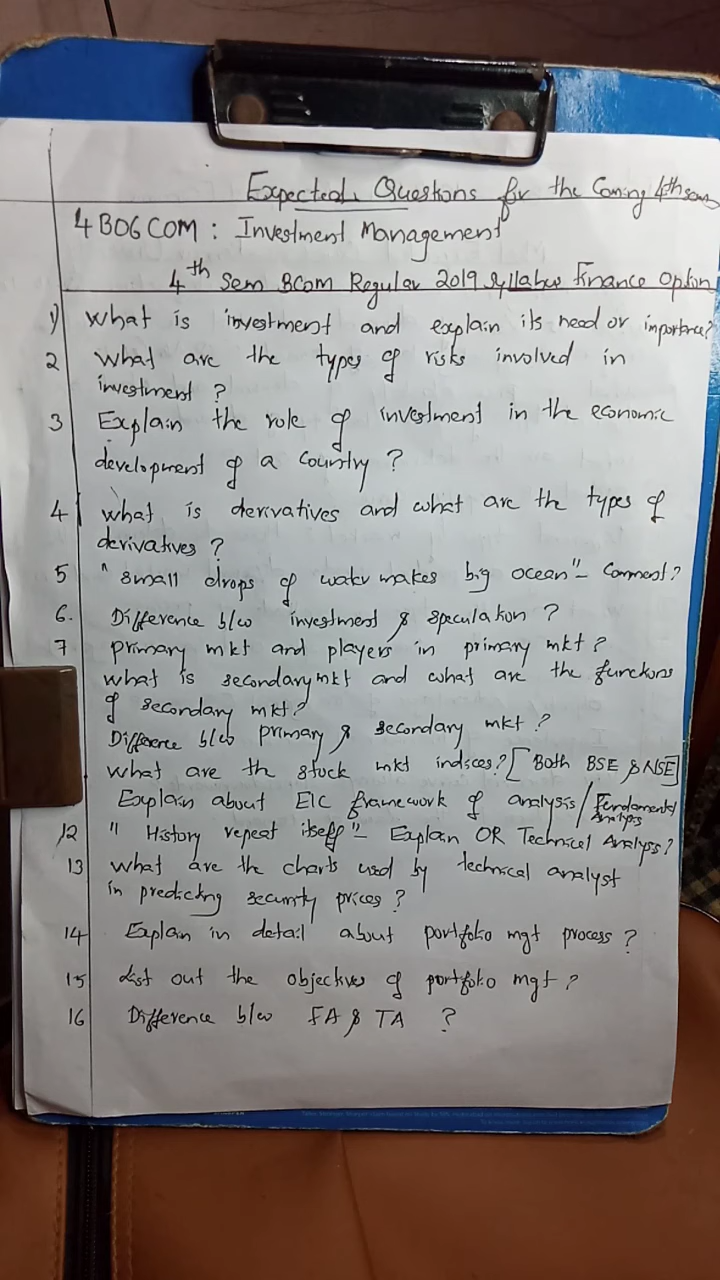 Expected Questions for the Coming 4th sem
4 BOG COM : Investment Management
4th Sem BCom Regular 2019 Syllabus Finance Option
1) What is investment and explain its need or importance?
2 What are the types of risks involved in
investment ?
3 Explain the role of investment in the economic
development of a country ?
4 What is derivatives and what are the types of
derivatives ?
5 "Small drops of water makes big ocean" - Comment?
6. Difference b/w investment & speculation ?
7 primary mkt and players in primary mkt ?
what is secondary mkt and what are the functions
of secondary mkt?
Difference b/w primary & secondary mkt ?
what are the stock mkt indices? [Both BSE & NSE]
Explain about EIC framework of analysis / Fundamental
Analysis
12 " History repeat itself" - Explain OR Technical Analysis?
13 what are the charts used by technical analyst
in predicting security prices ?
14 Explain in detail about portfolio mgt process ?
15 List out the objectives of portfolio mgt ?
16 Difference b/w FA & TA ?